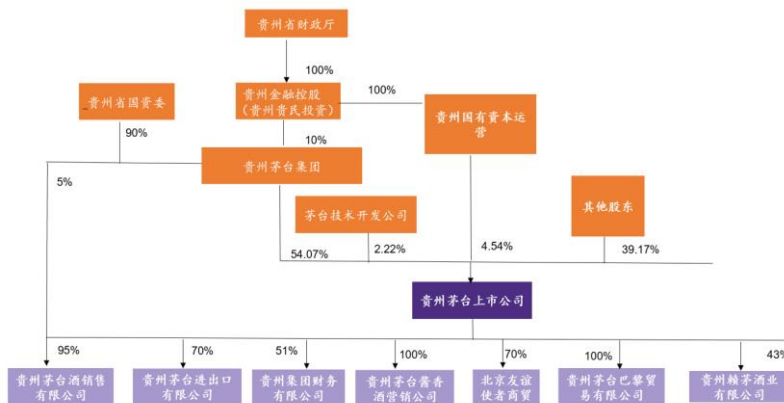 贵州省财政厅
100%
贵州省国资委
贵州金融控股
（贵州贵民投资）
100%
贵州国有资本运
营
90%
10%
贵州茅台集团
5%
茅台技术开发公司
其他股东
54.07%
2.22%
4.54%
39.17%
贵州茅台上市公司
95%
70%
51%
100%
70%
100%
43%
贵州茅台酒销售
有限公司
贵州茅台进出口
有限公司
贵州集团财务
有限公司
贵州茅台酱香
酒营销公司
北京友谊
使者商贸
贵州茅台巴黎贸
易有限公司
贵州赖茅酒业有
限公司